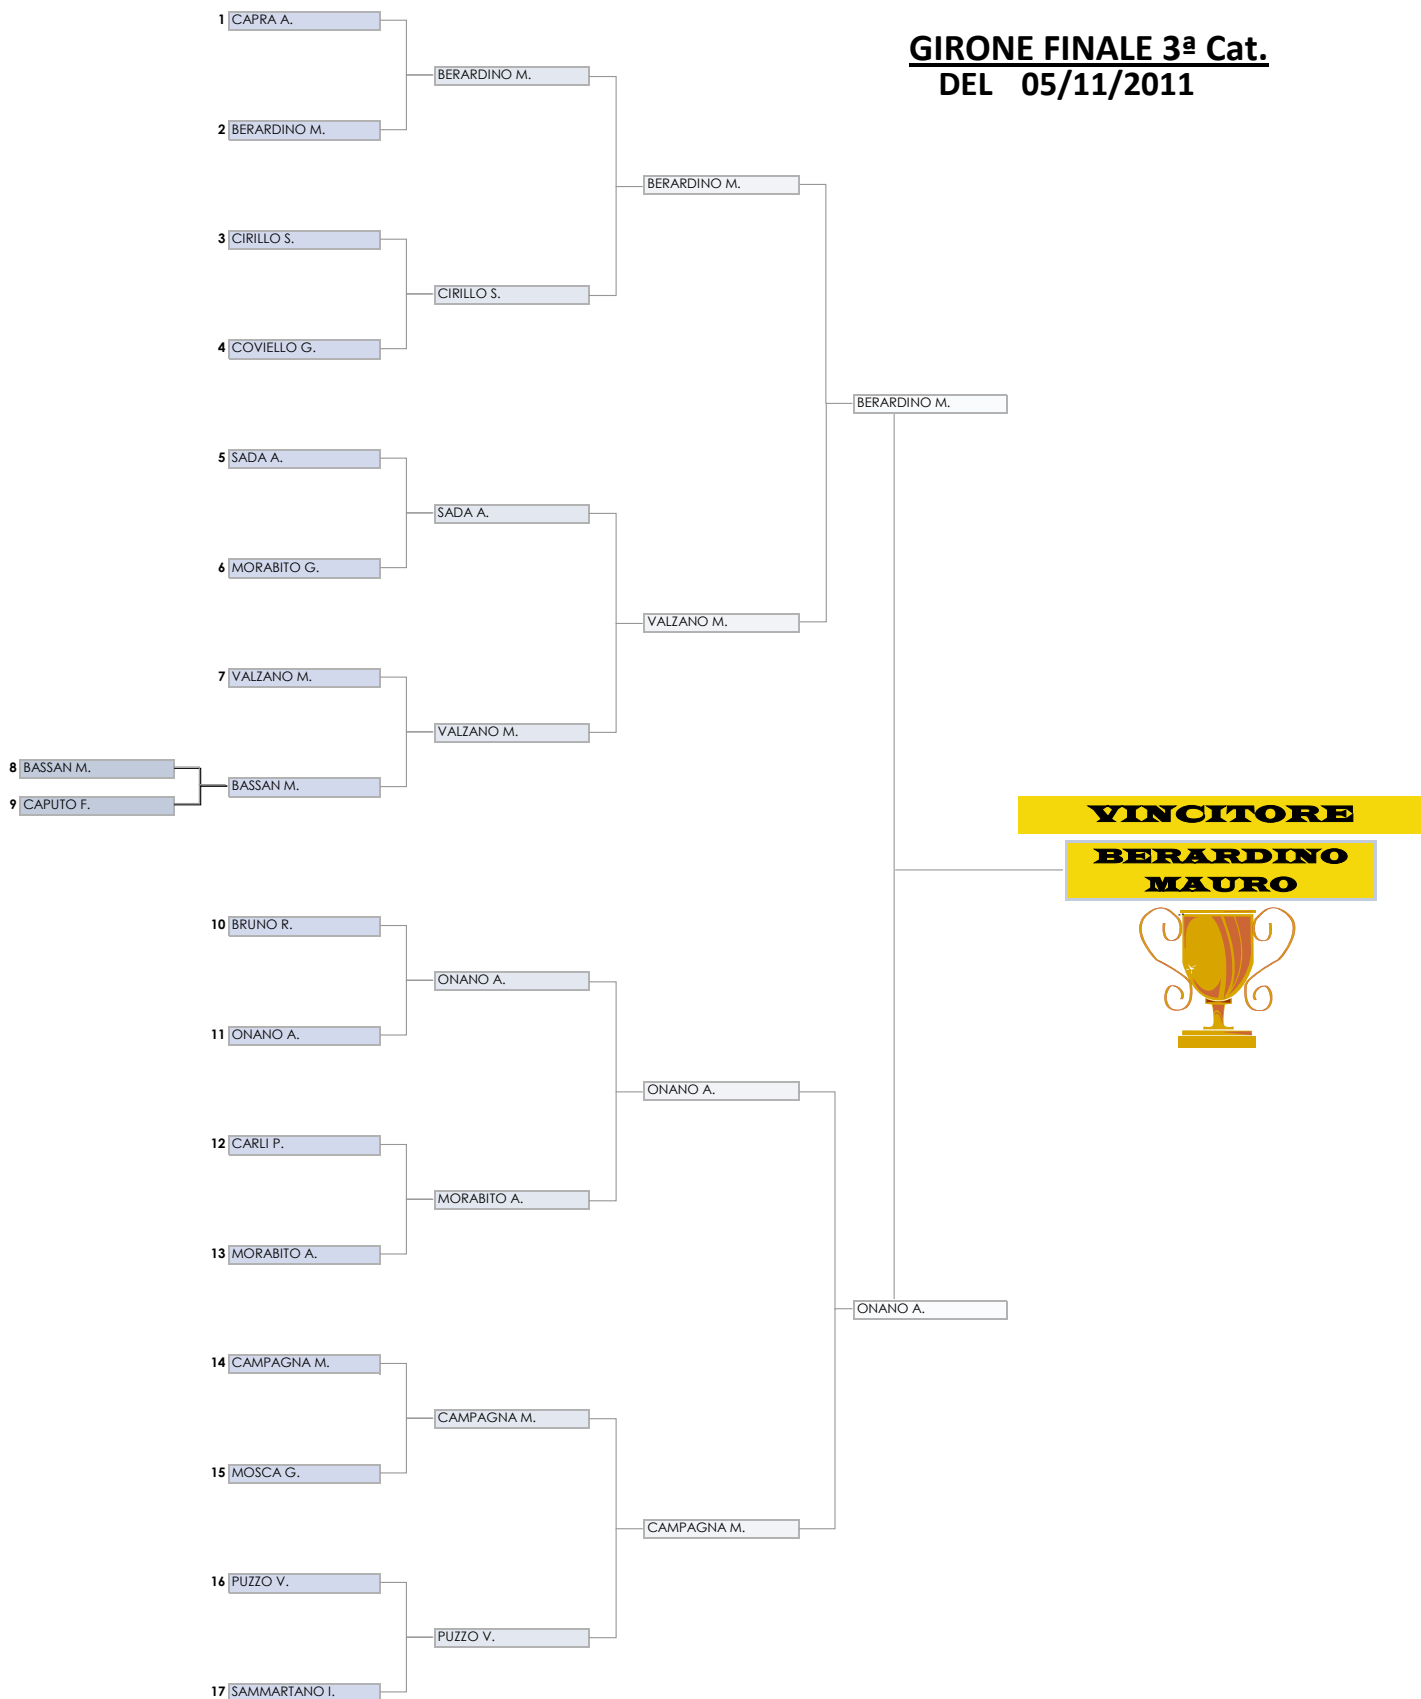 GIRONE FINALE 3ª Cat.
DEL 05/11/2011
1 CAPRA A.
BERARDINO M.
2 BERARDINO M.
BERARDINO M.
3 CIRILLO S.
CIRILLO S.
4 COVIELLO G.
BERARDINO M.
5 SADA A.
SADA A.
6 MORABITO G.
VALZANO M.
7 VALZANO M.
VALZANO M.
8 BASSAN M.
BASSAN M.
9 CAPUTO F.
VINCITORE
BERARDINO
MAURO
10 BRUNO R.
ONANO A.
11 ONANO A.
ONANO A.
12 CARLI P.
MORABITO A.
13 MORABITO A.
ONANO A.
14 CAMPAGNA M.
CAMPAGNA M.
15 MOSCA G.
CAMPAGNA M.
16 PUZZO V.
PUZZO V.
17 SAMMARTANO I.